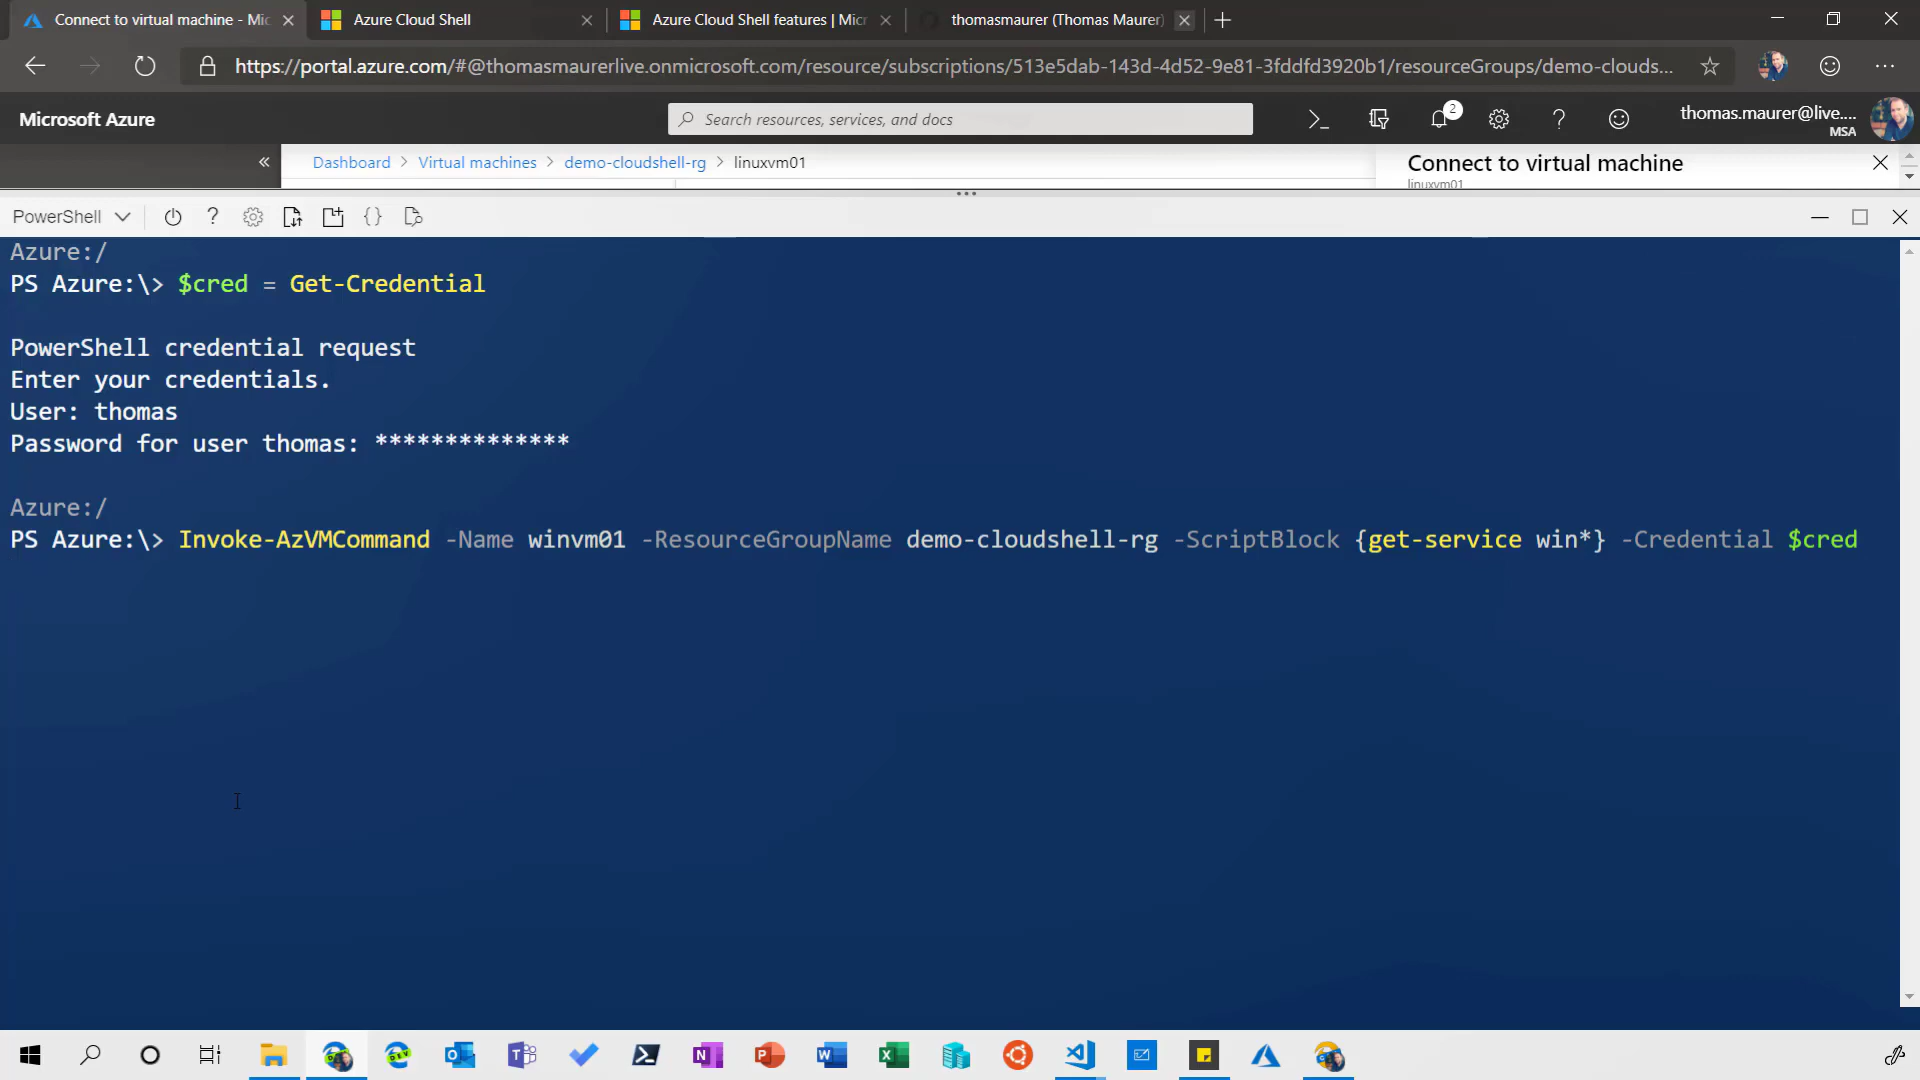 Connect to virtual machine - Mic
Azure Cloud Shell
Azure Cloud Shell features | Micr
thomasmaurer (Thomas Maurer)
https://portal.azure.com/#@thomasmaurerlive.onmicrosoft.com/resource/subscriptions/513e5dab-143d-4d52-9e81-3fddfd3920b1/resourceGroups/demo-clouds...
Microsoft Azure
Search resources, services, and docs
2
thomas.maurer@live....
MSA
Dashboard > Virtual machines > demo-cloudshell-rg > linuxvm01
Connect to virtual machine
linuxvm01
PowerShell
Azure:/
PS Azure:\> $cred = Get-Credential
PowerShell credential request
Enter your credentials.
User: thomas
Password for user thomas: **************
Azure:/
PS Azure:\> Invoke-AzVMCommand -Name winvm01 -ResourceGroupName demo-cloudshell-rg -ScriptBlock {get-service win*} -Credential $cred